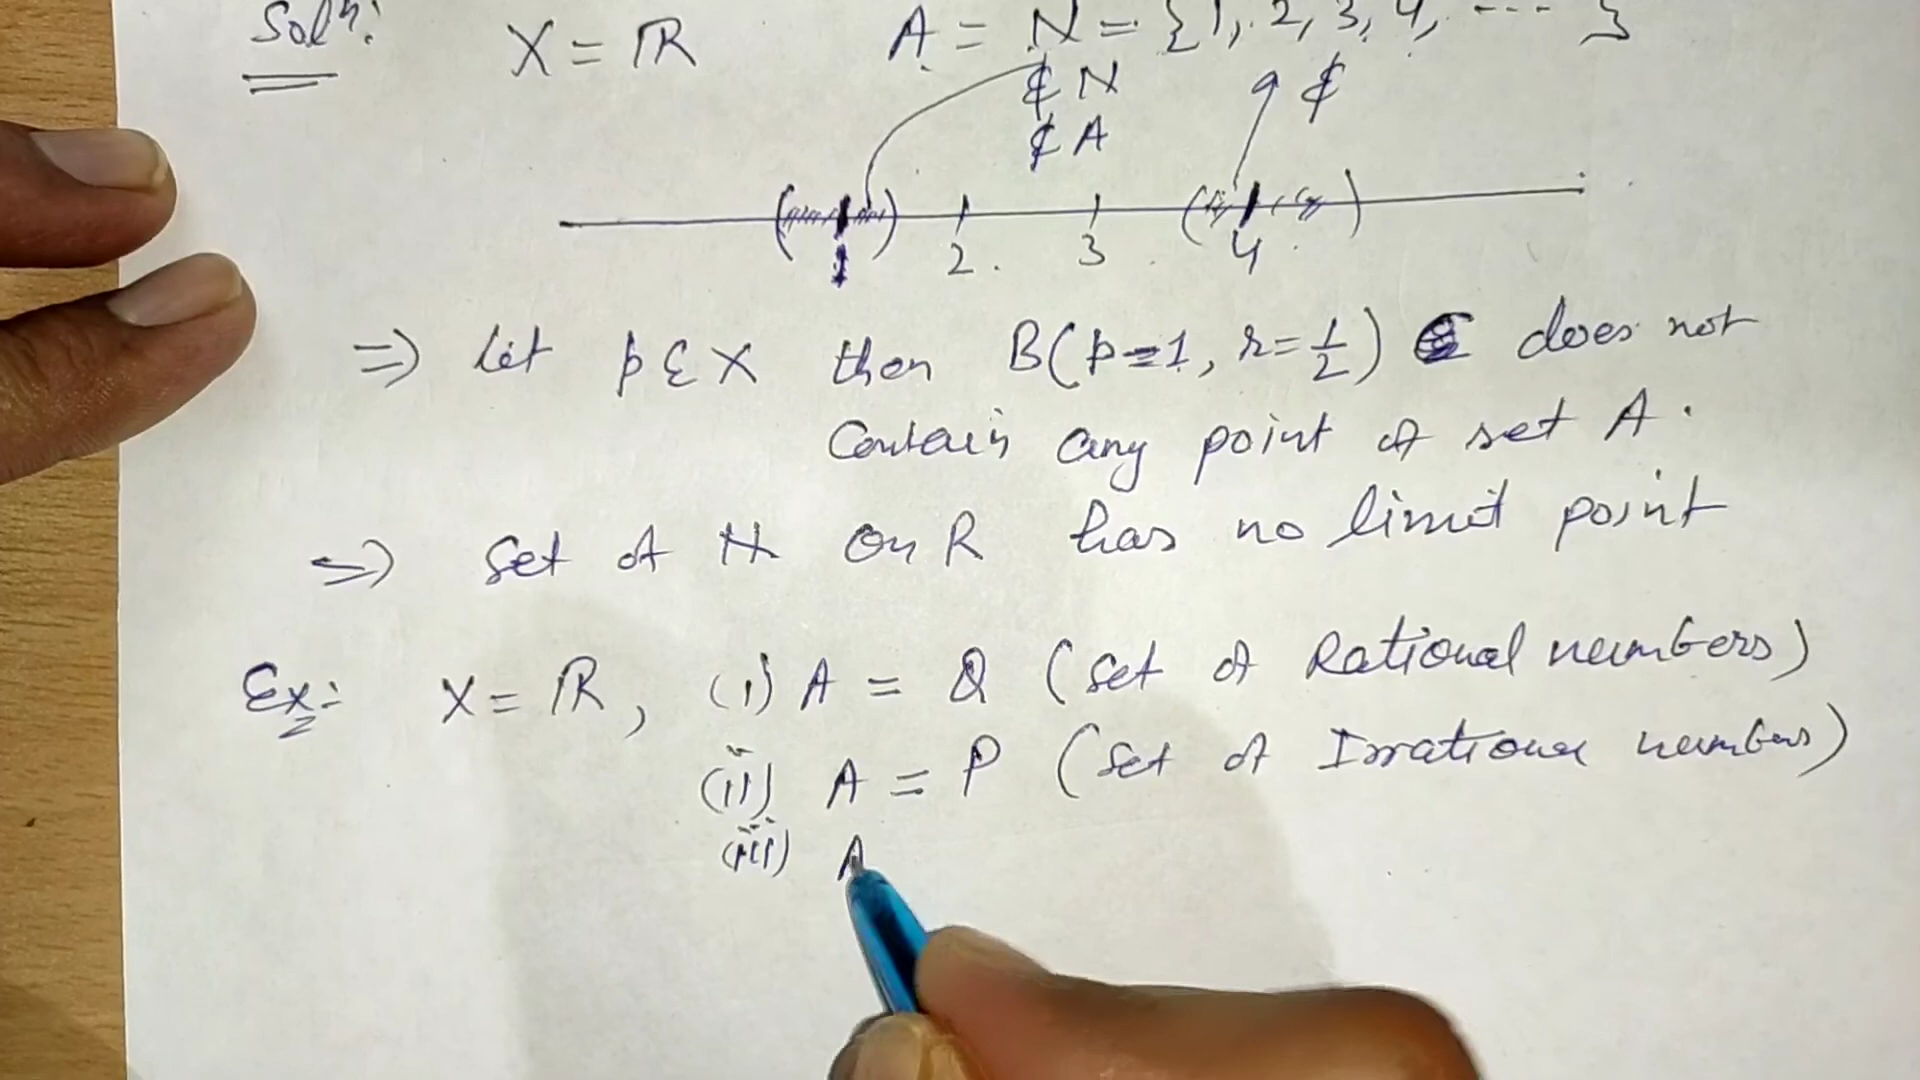 Solⁿ: X = ℝ A = N = {1, 2, 3, 4, ---- }
∉ N ∉
∉ A
1 2 3 4
⇒ Let p ∈ X then B(p=1, r=1/2) does not
Contain any point of set A.
⇒ Set of N on R has no limit point
Ex:- X = ℝ, (i) A = Q (Set of Rational numbers)
(ii) A = P (Set of Irrational numbers)
(iii) A